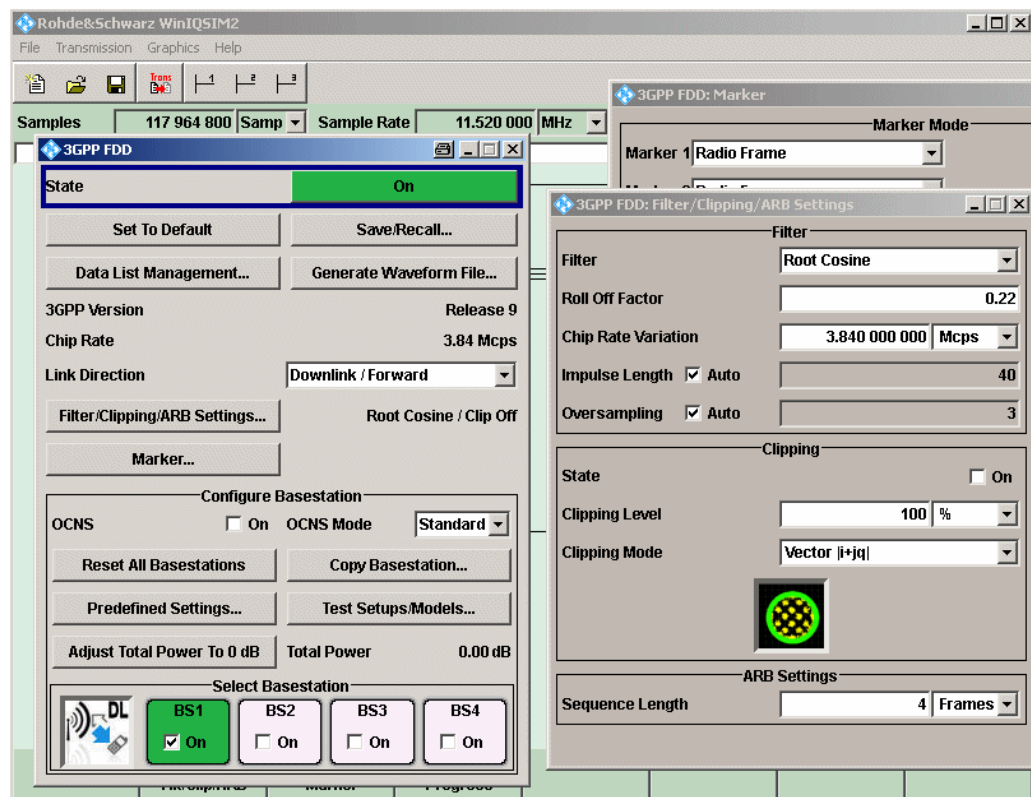 Rohde&Schwarz WinIQSIM2
File Transmission Graphics Help
Trans 1 2 3
Samples 117 964 800 Samp Sample Rate 11.520 000 MHz
3GPP FDD: Marker
Marker Mode
Marker 1 Radio Frame
3GPP FDD
State On
Set To Default Save/Recall...
Data List Management... Generate Waveform File...
3GPP Version Release 9
Chip Rate 3.84 Mcps
Link Direction Downlink / Forward
Filter/Clipping/ARB Settings... Root Cosine / Clip Off
Marker...
Configure Basestation
OCNS On OCNS Mode Standard
Reset All Basestations Copy Basestation...
Predefined Settings... Test Setups/Models...
Adjust Total Power To 0 dB Total Power 0.00 dB
Select Basestation
DL BS1 BS2 BS3 BS4
On On On On
3GPP FDD: Filter/Clipping/ARB Settings
Filter
Filter Root Cosine
Roll Off Factor 0.22
Chip Rate Variation 3.840 000 000 Mcps
Impulse Length Auto 40
Oversampling Auto 3
Clipping
State On
Clipping Level 100 %
Clipping Mode Vector |i+jq|
ARB Settings
Sequence Length 4 Frames